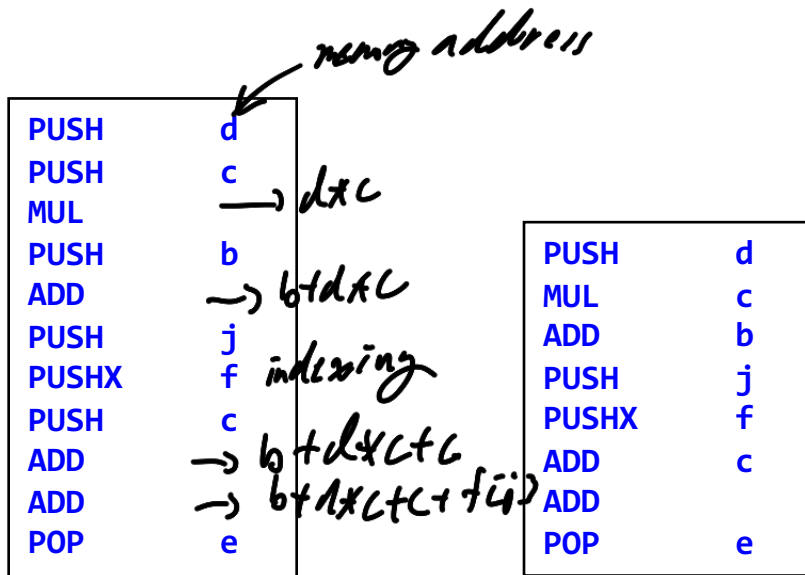 memory address
PUSH d
PUSH c
MUL → d*c
PUSH b
ADD → b+d*c
PUSH j
PUSHX f indexing
PUSH c
ADD → b+d*c+c
ADD → b+d*c+c+f(j)
POP e
PUSH d
MUL c
ADD b
PUSH j
PUSHX f
ADD c
ADD
POP e